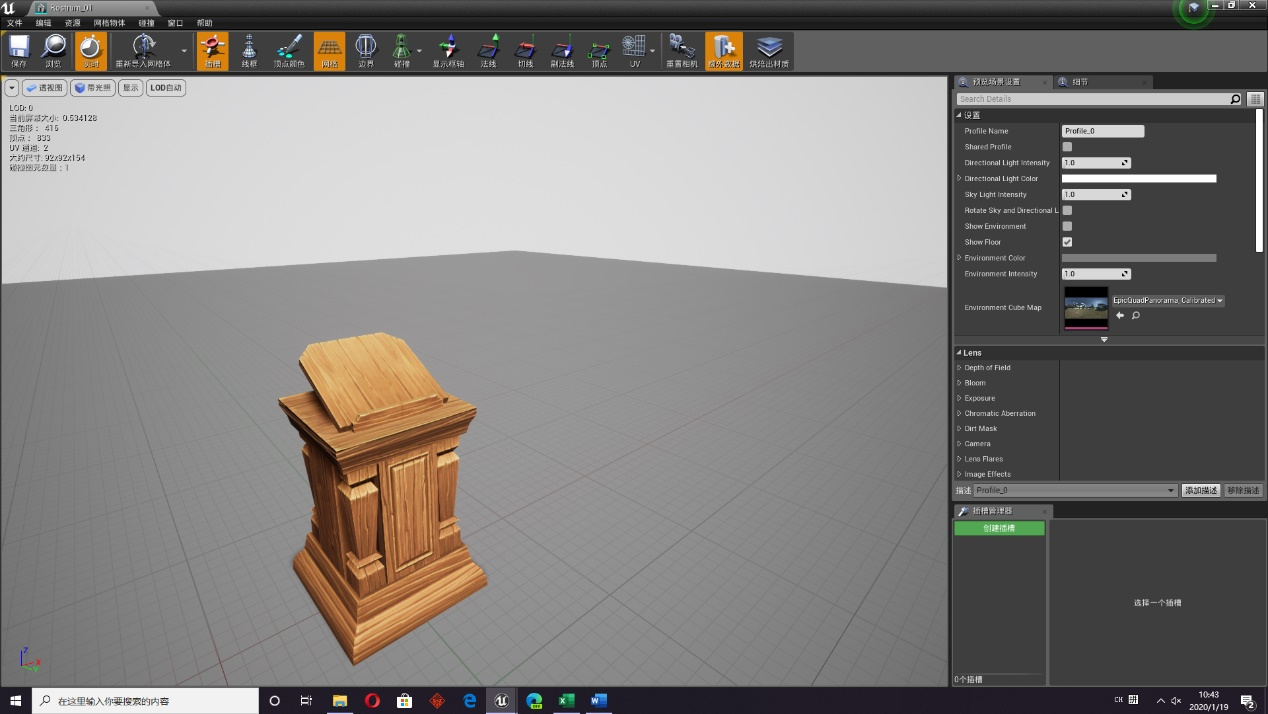 Rostrum_01
文件 编辑 资源 网格物体 碰撞 窗口 帮助
保存 浏览 实时 重新导入网格体 插槽 线框 顶点颜色 网格 边界 碰撞 显示枢轴 法线 切线 副法线 顶点 UV 重置相机 额外数据 烘焙出材质
透视图 带光照 显示 LOD自动
LOD: 0
当前屏幕大小: 0.534128
三角形: 416
顶点: 833
UV 通道: 2
大约尺寸: 92x92x154
碰撞图元数量: 1
预览场景设置 细节
Search Details
设置
Profile Name Profile_0
Shared Profile
Directional Light Intensity 1.0
Directional Light Color
Sky Light Intensity 1.0
Rotate Sky and Directional L
Show Environment
Show Floor
Environment Color
Environment Intensity 1.0
Environment Cube Map EpicQuadPanorama_Calibrated
Lens
Depth of Field
Bloom
Exposure
Chromatic Aberration
Dirt Mask
Camera
Lens Flares
Image Effects
描述 Profile_0 添加描述 移除描述
插槽管理器
创建插槽
选择一个插槽
0个插槽
Z
X
Y
在这里输入你要搜索的内容
CH 拼
10:43
2020/1/19
2